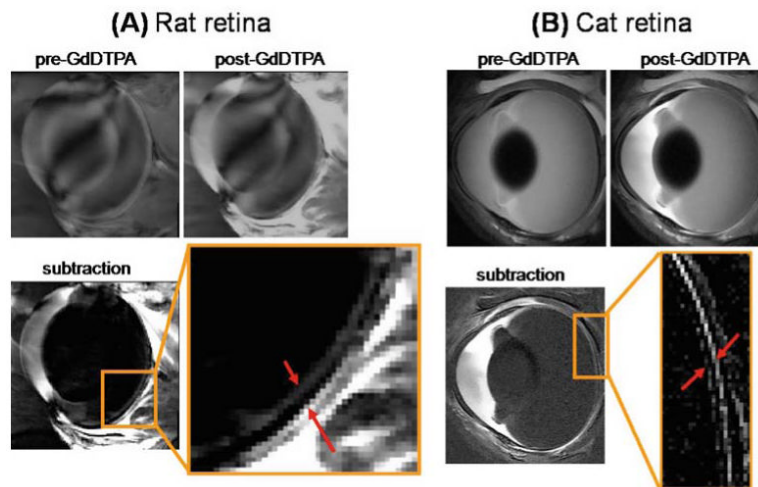 (A) Rat retina
pre-GdDTPA post-GdDTPA
subtraction
(B) Cat retina
pre-GdDTPA post-GdDTPA
subtraction